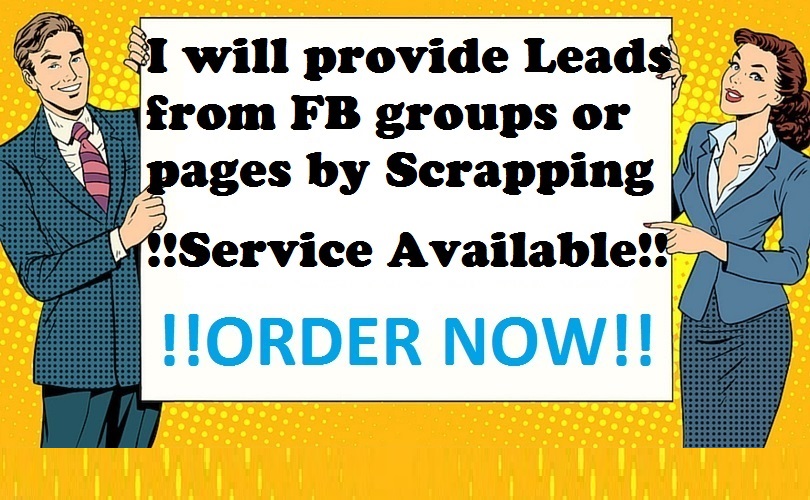 I will provide Leads
from FB groups or
pages by Scrapping
!!Service Available!!
!!ORDER NOW!!